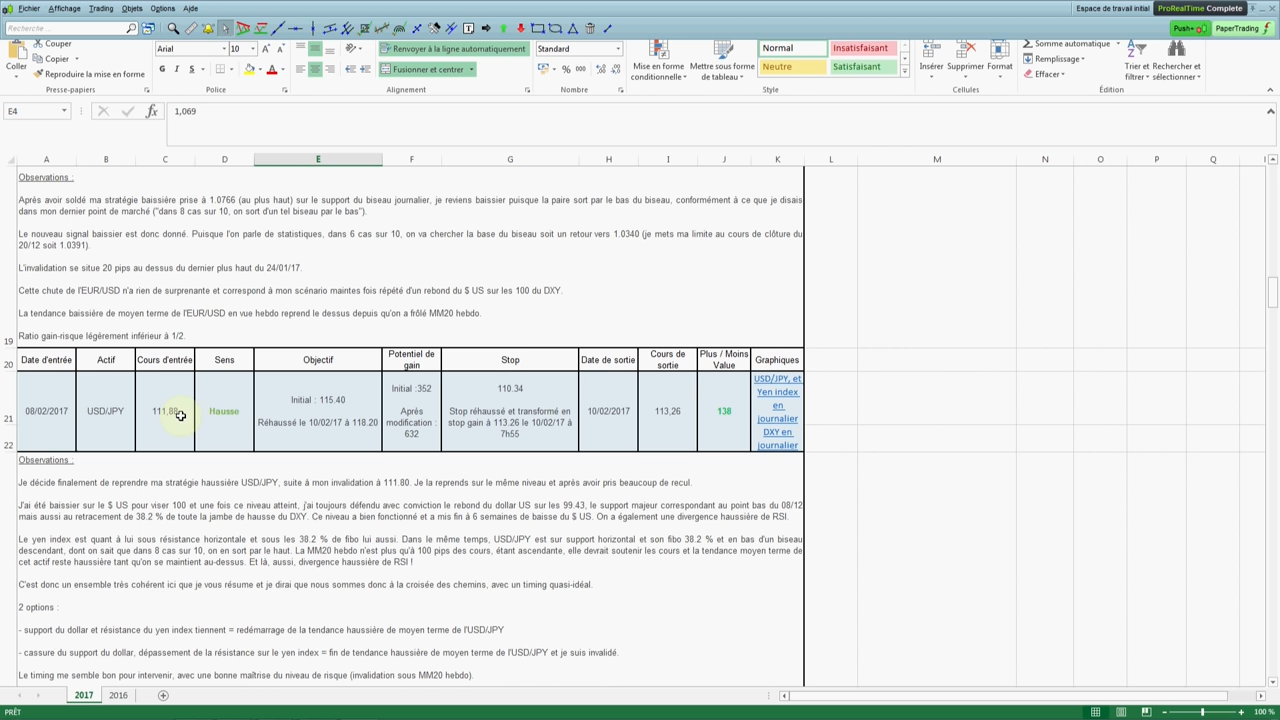 Fichier Affichage Trading Objets Options Aide
Espace de travail initial ProRealTime Complete
Recherche ...
Push+ PaperTrading
Couper
Copier
Reproduire la mise en forme
Coller
Presse-papiers
Arial 10
G I S
Police
Renvoyer à la ligne automatiquement
Fusionner et centrer
Alignement
Standard
% 000
Nombre
Mise en forme conditionnelle
Mettre sous forme de tableau
Normal Insatisfaisant
Neutre Satisfaisant
Style
Insérer Supprimer Format
Cellules
Somme automatique
Remplissage
Effacer
Trier et filtrer
Rechercher et sélectionner
Édition
E4 fx 1,069
A B C D E F G H I J K L M N O P Q
Observations :
Après avoir soldé ma stratégie baissière prise à 1.0766 (au plus haut) sur le support du biseau journalier, je reviens baissier puisque la paire sort par le bas du biseau, conformément à ce que je disais
dans mon dernier point de marché ("dans 8 cas sur 10, on sort d'un tel biseau par le bas").
Le nouveau signal baissier est donc donné. Puisque l'on parle de statistiques, dans 6 cas sur 10, on va chercher la base du biseau soit un retour vers 1.0340 (je mets ma limite au cours de clôture du
20/12 soit 1.0391).
L'invalidation se situe 20 pips au dessus du dernier plus haut du 24/01/17.
Cette chute de l'EUR/USD n'a rien de surprenante et correspond à mon scénario maintes fois répété d'un rebond du $ US sur les 100 du DXY.
La tendance baissière de moyen terme de l'EUR/USD en vue hebdo reprend le dessus depuis qu'on a frôlé MM20 hebdo.
Ratio gain-risque légèrement inférieur à 1/2.
19
20
Date d'entrée Actif Cours d'entrée Sens Objectif Potentiel de gain Stop Date de sortie Cours de sortie Plus / Moins Value Graphiques
21
08/02/2017 USD/JPY 111,88 Hausse
Initial : 115.40
Réhaussé le 10/02/17 à 118.20
Initial :352
Après
modification :
632
110.34
Stop réhaussé et transformé en
stop gain à 113.26 le 10/02/17 à
7h55
10/02/2017 113,26 138
USD/JPY, et
Yen index
en
journalier
DXY en
journalier
22
Observations :
Je décide finalement de reprendre ma stratégie haussière USD/JPY, suite à mon invalidation à 111.80. Je la reprends sur le même niveau et après avoir pris beaucoup de recul.
J'ai été baissier sur le $ US pour viser 100 et une fois ce niveau atteint, j'ai toujours défendu avec conviction le rebond du dollar US sur les 99.43, le support majeur correspondant au point bas du 08/12
mais aussi au retracement de 38.2 % de toute la jambe de hausse du DXY. Ce niveau a bien fonctionné et a mis fin à 6 semaines de baisse du $ US. On a également une divergence haussière de RSI.
Le yen index est quant à lui sous résistance horizontale et sous les 38.2 % de fibo lui aussi. Dans le même temps, USD/JPY est sur support horizontal et son fibo 38.2 % et en bas d'un biseau
descendant, dont on sait que dans 8 cas sur 10, on en sort par le haut. La MM20 hebdo n'est plus qu'à 100 pips des cours, étant ascendante, elle devrait soutenir les cours et la tendance moyen terme de
cet actif reste haussière tant qu'on se maintient au-dessus. Et là, aussi, divergence haussière de RSI !
C'est donc un ensemble très cohérent ici que je vous résume et je dirai que nous sommes donc à la croisée des chemins, avec un timing quasi-idéal.
2 options :
- support du dollar et résistance du yen index tiennent = redémarrage de la tendance haussière de moyen terme de l'USD/JPY
- cassure du support du dollar, dépassement de la résistance sur le yen index = fin de tendance haussière de moyen terme de l'USD/JPY et je suis invalidé.
Le timing me semble bon pour intervenir, avec une bonne maîtrise du niveau de risque (invalidation sous MM20 hebdo).
2017 2016
PRÊT
100 %